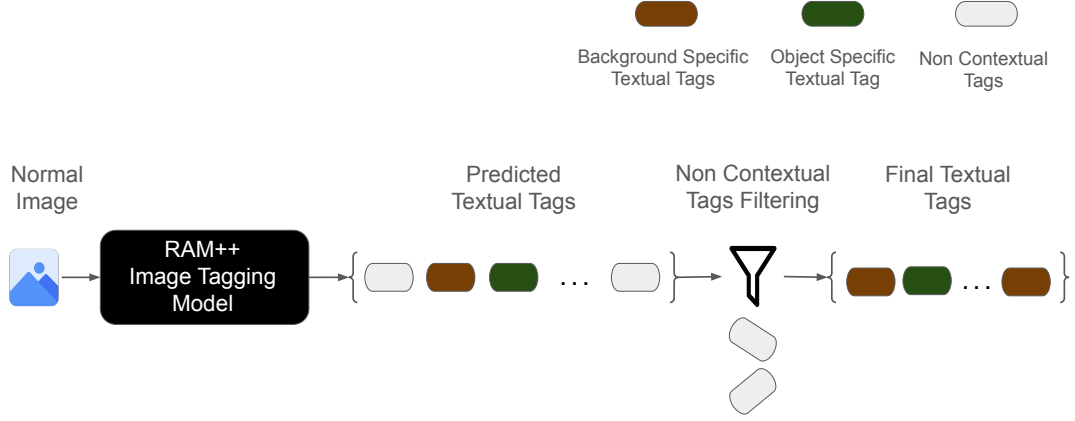 Background Specific
Textual Tags
Object Specific
Textual Tag
Non Contextual
Tags
Normal
Image
Predicted
Textual Tags
Non Contextual
Tags Filtering
Final Textual
Tags
RAM++
Image Tagging
Model
...
...